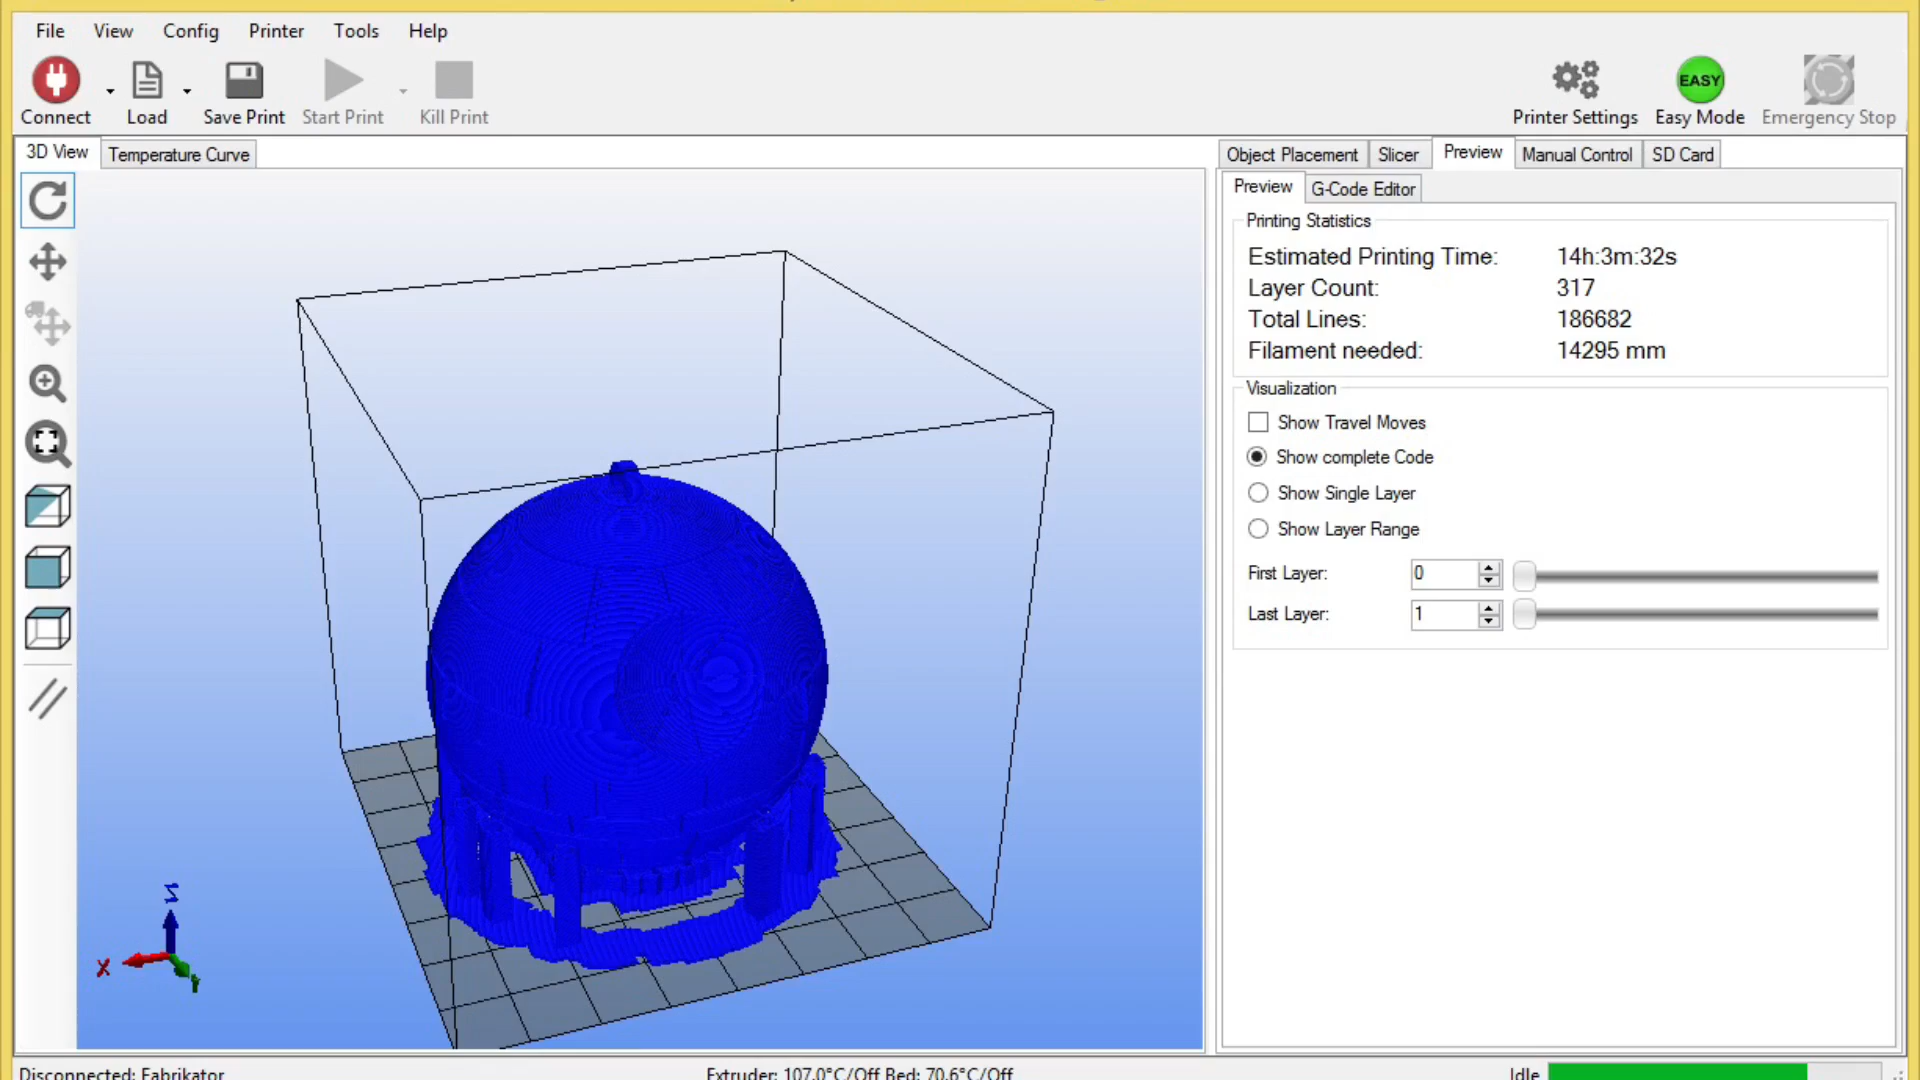 File View Config Printer Tools Help
Connect Load Save Print Start Print Kill Print Printer Settings EASY Easy Mode Emergency Stop
3D View Temperature Curve
Object Placement Slicer Preview Manual Control SD Card
Preview G-Code Editor
Printing Statistics
Estimated Printing Time: 14h:3m:32s
Layer Count: 317
Total Lines: 186682
Filament needed: 14295 mm
Visualization
Show Travel Moves
Show complete Code
Show Single Layer
Show Layer Range
First Layer: 0
Last Layer: 1
Z
X
Y
Disconnected: Fabrikator Extruder: 107.0°C/Off Bed: 70.6°C/Off Idle